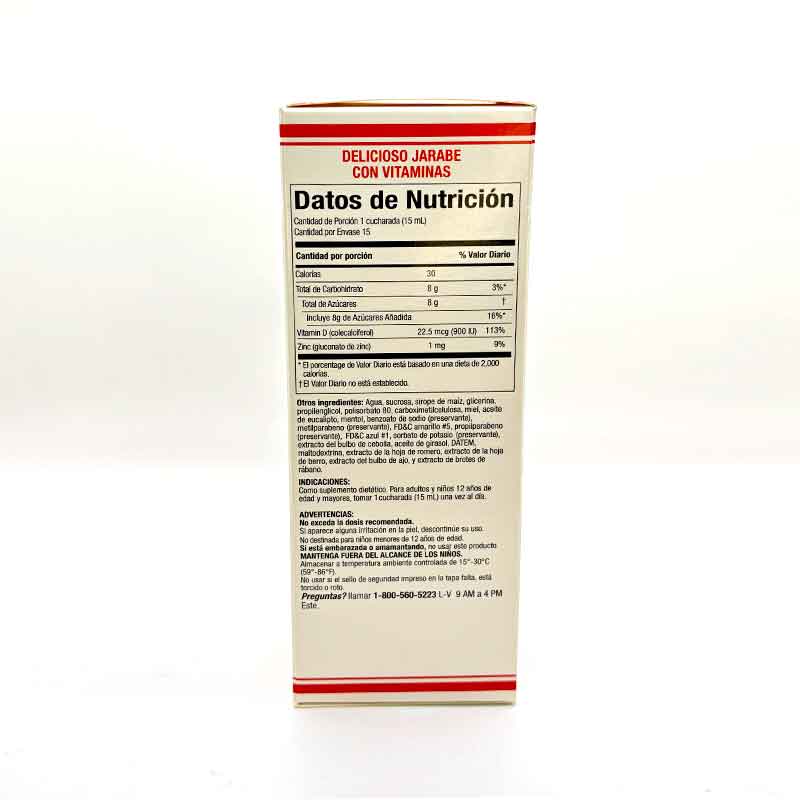 DELICIOSO JARABE
CON VITAMINAS
Datos de Nutrición
Cantidad de Porción 1 cucharada (15 mL)
Cantidad por Envase 15
Cantidad por porción % Valor Diario
Calorías 30
Total de Carbohidrato 8 g 3%*
Total de Azúcares 8 g †
Incluye 8g de Azúcares Añadida 16%*
Vitamin D (colecalciferol) 22.5 mcg (900 IU) 113%
Zinc (gluconato de zinc) 1 mg 9%
* El porcentage de Valor Diario está basado en una dieta de 2,000
calorías.
† El Valor Diario no está establecido.
Otros ingredientes: Agua, sucrosa, sirope de maíz, glicerina,
propilenglicol, polisorbato 80, carboximetilcelulosa, miel, aceite
de eucalipto, mentol, benzoato de sodio (preservante),
metilparabeno (preservante), FD&C amarillo #5, propilparabeno
(preservante), FD&C azul #1, sorbato de potasio (preservante),
extracto del bulbo de cebolla, aceite de girasol, DATEM,
maltodextrina, extracto de la hoja de romero, extracto de la hoja
de berro, extracto del bulbo de ajo, y extracto de brotes de
rábano.
INDICACIONES:
Como suplemento dietético. Para adultos y niños 12 años de
edad y mayores, tomar 1 cucharada (15 mL) una vez al día.
ADVERTENCIAS:
No exceda la dosis recomendada.
Si aparece alguna irritación en la piel, descontinúe su uso.
No destinada para niños menores de 12 años de edad.
Si está embarazada o amamantando, no usar este producto.
MANTENGA FUERA DEL ALCANCE DE LOS NIÑOS.
Almacenar a temperatura ambiente controlada de 15°-30°C
(59°-86°F).
No usar si el sello de seguridad impreso en la tapa falta, está
torcido o roto.
Preguntas? llamar 1-800-560-5223 L-V 9 AM a 4 PM
Este.